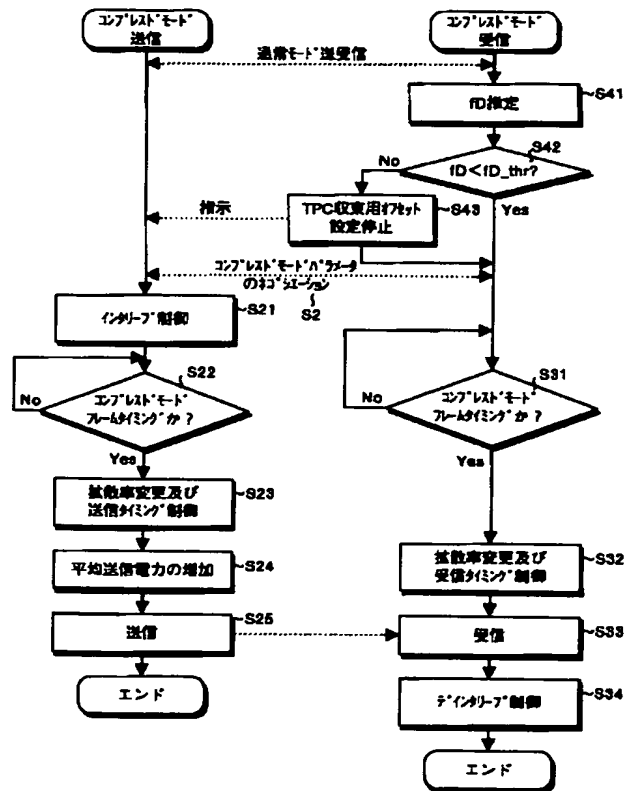 コンプレストﾞモートﾞ
送信
コンプレストﾞモートﾞ
受信
通常モートﾞ送受信
fD推定
S41
S42
fD＜fD_thr?
No
Yes
TPC収束用オフセット
設定停止
S43
指示
コンプレストﾞモートﾞパラメータ
のネゴシエーション
S2
インタリーブ制御
S21
S22
コンプレストﾞモートﾞ
フレームタイミングか？
No
Yes
S31
コンプレストﾞモートﾞ
フレームタイミングか？
No
Yes
拡散率変更及び
送信タイミング制御
S23
平均送信電力の増加
S24
送信
S25
エンド
拡散率変更及び
受信タイミング制御
S32
受信
S33
デインタリーブ制御
S34
エンド